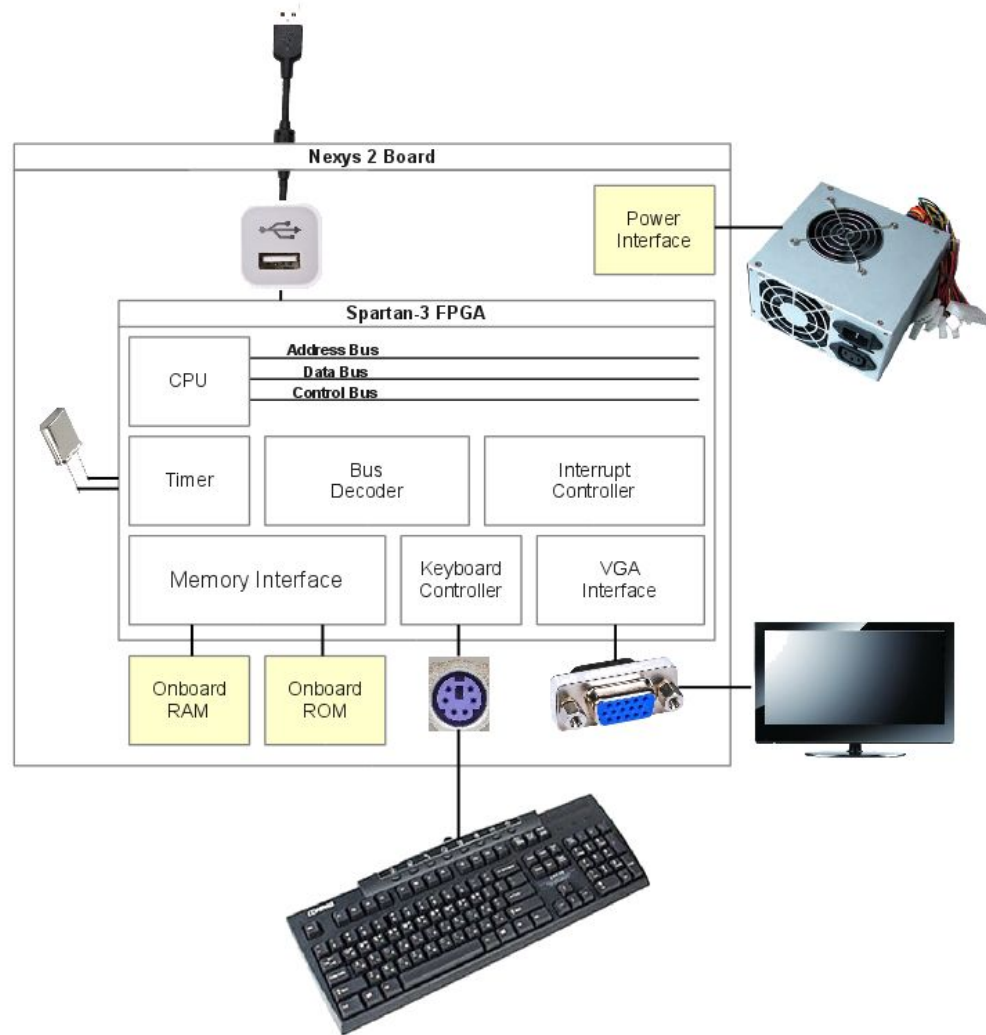 Nexys 2 Board
Power
Interface
Spartan-3 FPGA
CPU
Address Bus
Data Bus
Control Bus
Timer
Bus
Decoder
Interrupt
Controller
Memory Interface
Keyboard
Controller
VGA
Interface
Onboard
RAM
Onboard
ROM